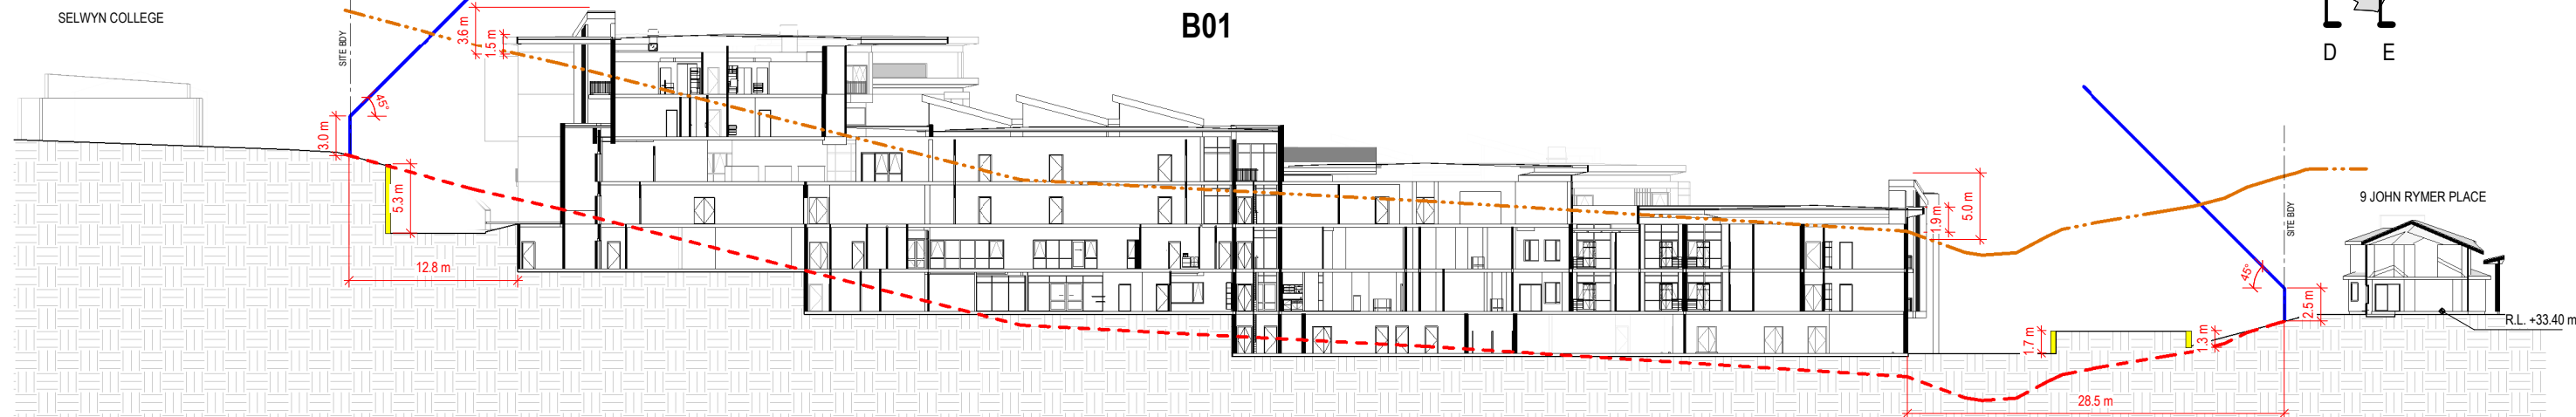 SELWYN COLLEGE
SITE BDY
3.6 m
1.5 m
B01
D E
45°
3.0 m
5.3 m
12.8 m
1.9 m
5.0 m
9 JOHN RYMER PLACE
SITE BDY
45°
2.5 m
R.L. +33.40 m
1.7 m
1.3 m
28.5 m